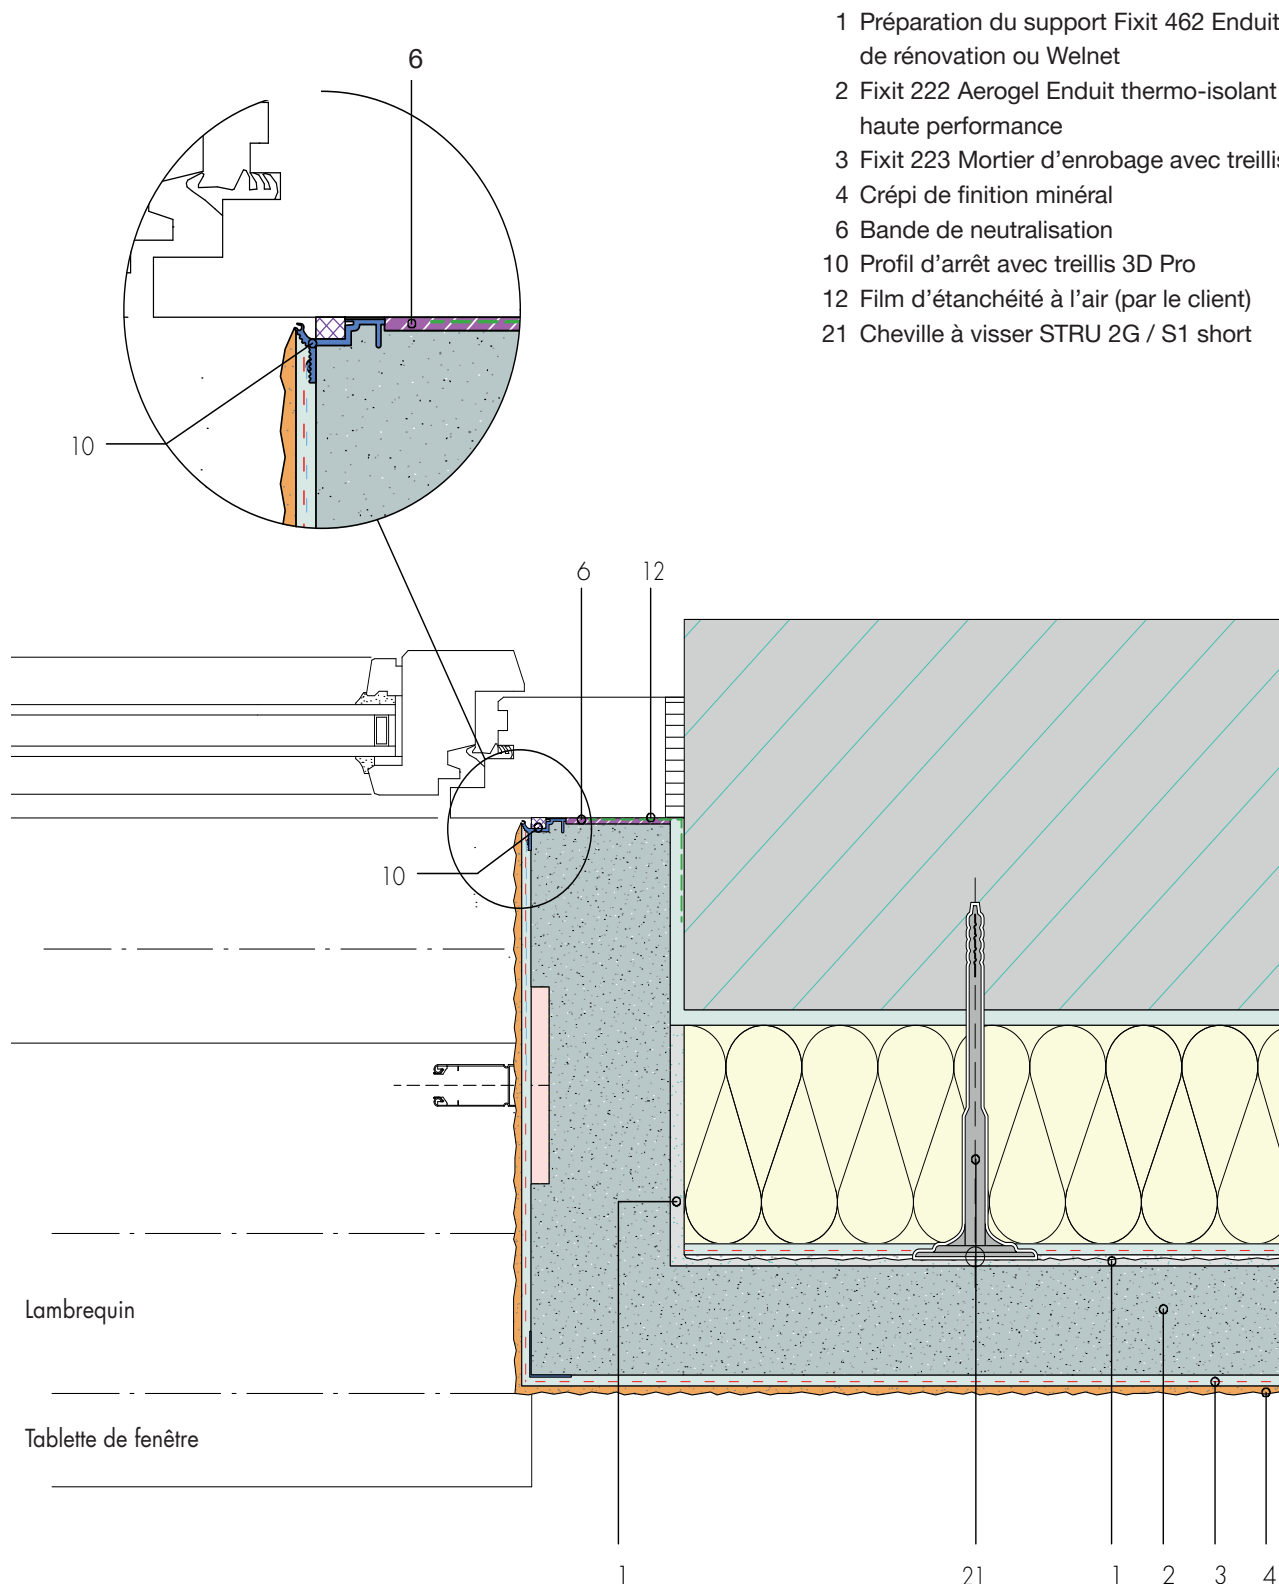 1 Préparation du support Fixit 462 Enduit
de rénovation ou Welnet
2 Fixit 222 Aerogel Enduit thermo-isolant
haute performance
3 Fixit 223 Mortier d’enrobage avec treillis
4 Crépi de finition minéral
6 Bande de neutralisation
10 Profil d’arrêt avec treillis 3D Pro
12 Film d’étanchéité à l’air (par le client)
21 Cheville à visser STRU 2G / S1 short
6
10
6 12
10
Lambrequin
Tablette de fenêtre
1 21 1 2 3 4